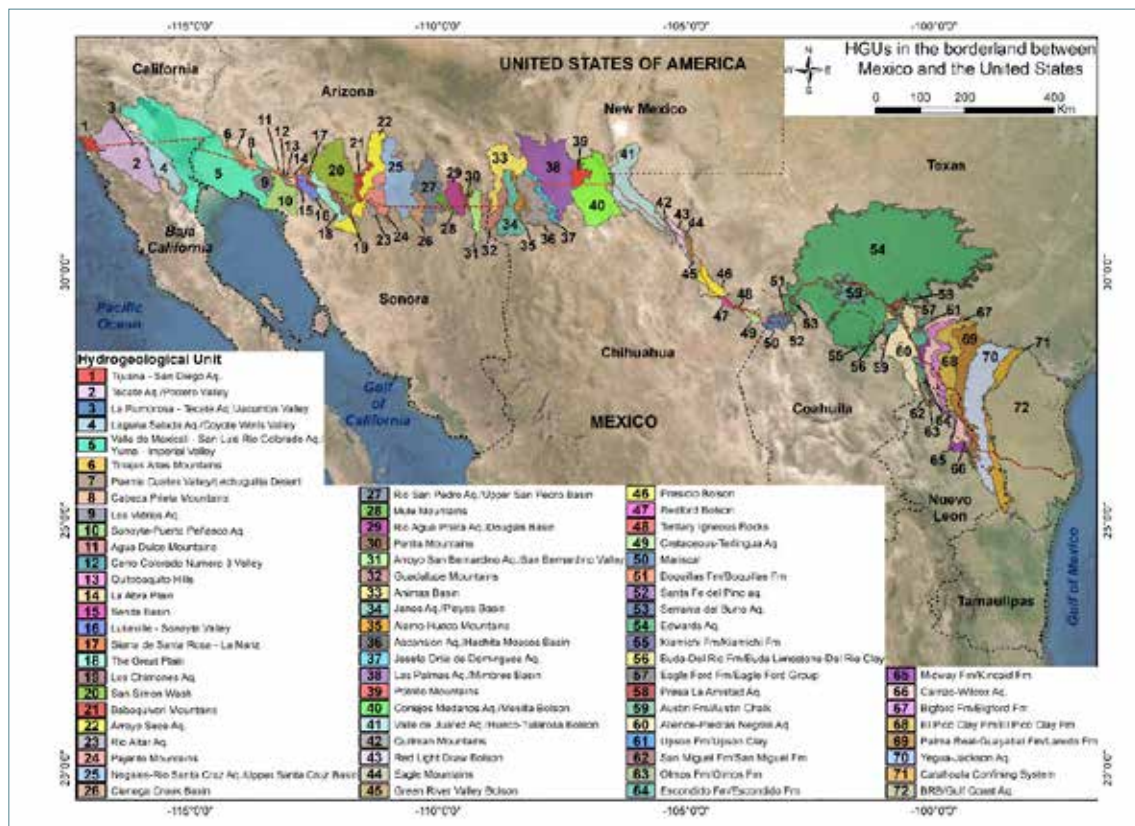 -115°0'0" -110°0'0" -105°0'0" -100°0'0"
HGUs in the borderland between
Mexico and the United States
N
W E
S
0 100 200 400
Km
UNITED STATES OF AMERICA
California
Arizona
New Mexico
Texas
Baja
California
Sonora
Chihuahua
Coahuila
Nuevo
Leon
Tamaulipas
MEXICO
Pacific
Ocean
Gulf
of
California
Gulf of Mexico
30°0'0"
25°0'0"
Hydrogeological Unit
1 Tijuana - San Diego Aq.
2 Tecate Aq./Potrero Valley
3 La Rumorosa - Tecate Aq./Jacumba Valley
4 Laguna Salada Aq./Coyote Wells Valley
5 Valle de Mexicali - San Luis Rio Colorado Aq./
Yuma - Imperial Valley
6 Tinajas Altas Mountains
7 Puente Cuates Valley/Lechuguilla Desert
8 Cabeza Prieta Mountains
9 Los Vidrios Aq.
10 Sonoyta-Puerto Peñasco Aq.
11 Agua Dulce Mountains
12 Cerro Colorado Numero 3 Valley
13 Quitobaquito Hills
14 La Abra Plain
15 Sonita Basin
16 Lukeville - Sonoyta Valley
17 Sierra de Santa Rosa - La Nariz
18 The Great Plain
19 Los Chirriones Aq.
20 San Simon Wash
21 Baboquivari Mountains
22 Arroyo Seco Aq.
23 Rio Altar Aq.
24 Pajarito Mountains
25 Nogales-Rio Santa Cruz Aq./Upper Santa Cruz Basin
26 Cienega Creek Basin
27 Rio San Pedro Aq./Upper San Pedro Basin
28 Mule Mountains
29 Rio Agua Prieta Aq./Douglas Basin
30 Perilla Mountains
31 Arroyo San Bernardino Aq./San Bernardino Valley
32 Guadalupe Mountains
33 Animas Basin
34 Janos Aq./Playas Basin
35 Alamo Hueco Mountains
36 Ascension Aq./Hachita Moscos Basin
37 Josefa Ortiz de Dominguez Aq.
38 Las Palmas Aq./Mimbres Basin
39 Potrillo Mountains
40 Conejos Medanos Aq./Mesilla Bolson
41 Valle de Juarez Aq./Hueco-Tularosa Bolson
42 Quitman Mountains
43 Red Light Draw Bolson
44 Eagle Mountains
45 Green River Valley Bolson
46 Presidio Bolson
47 Redford Bolson
48 Tertiary Igneous Rocks
49 Cretaceous-Terlingua Aq.
50 Mariscal
51 Boquillas Fm/Boquillas Fm
52 Santa Fe del Pino aq.
53 Serrania del Burro Aq.
54 Edwards Aq.
55 Kiamichi Fm/Kiamichi Fm
56 Buda-Del Rio Fm/Buda Limestone-Del Rio Clay
57 Eagle Ford Fm/Eagle Ford Group
58 Presa La Amistad Aq.
59 Austin Fm/Austin Chalk
60 Allende-Piedras Negras Aq.
61 Upson Fm/Upson Clay
62 San Miguel Fm/San Miguel Fm
63 Olmos Fm/Olmos Fm
64 Escondido Fm/Escondido Fm
65 Midway Fm/Kincaid Fm
66 Carrizo-Wilcox Aq.
67 Bigford Fm/Bigford Fm
68 El Pico Clay Fm/El Pico Clay Fm
69 Palma Real-Guayabal Fm/Laredo Fm
70 Yegua-Jackson Aq.
71 Catahoula Confining System
72 BRB/Gulf Coast Aq.
-115°0'0" -110°0'0" -105°0'0" -100°0'0"